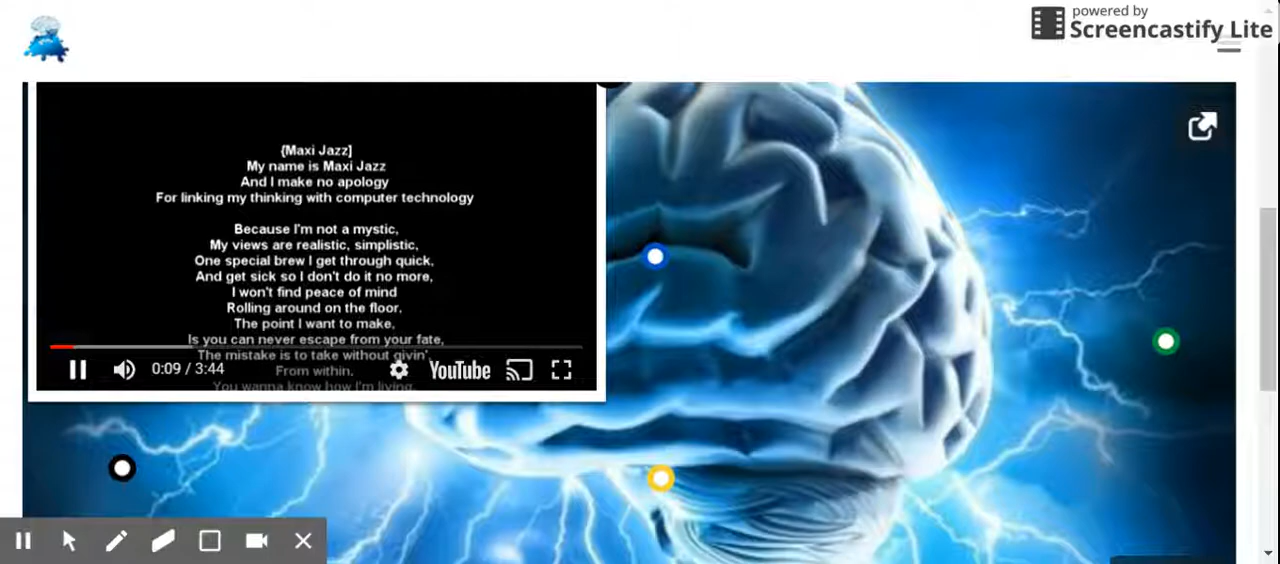 powered by
Screencastify Lite
{Maxi Jazz]
My name is Maxi Jazz
And I make no apology
For linking my thinking with computer technology
Because I'm not a mystic,
My views are realistic, simplistic,
One special brew I get through quick,
And get sick so I don't do it no more,
I won't find peace of mind
Rolling around on the floor.
The point I want to make,
Is you can never escape from your fate,
The mistake is to take without givin'.
From within.
You wanna know how I'm living.
0:09 / 3:44
YouTube